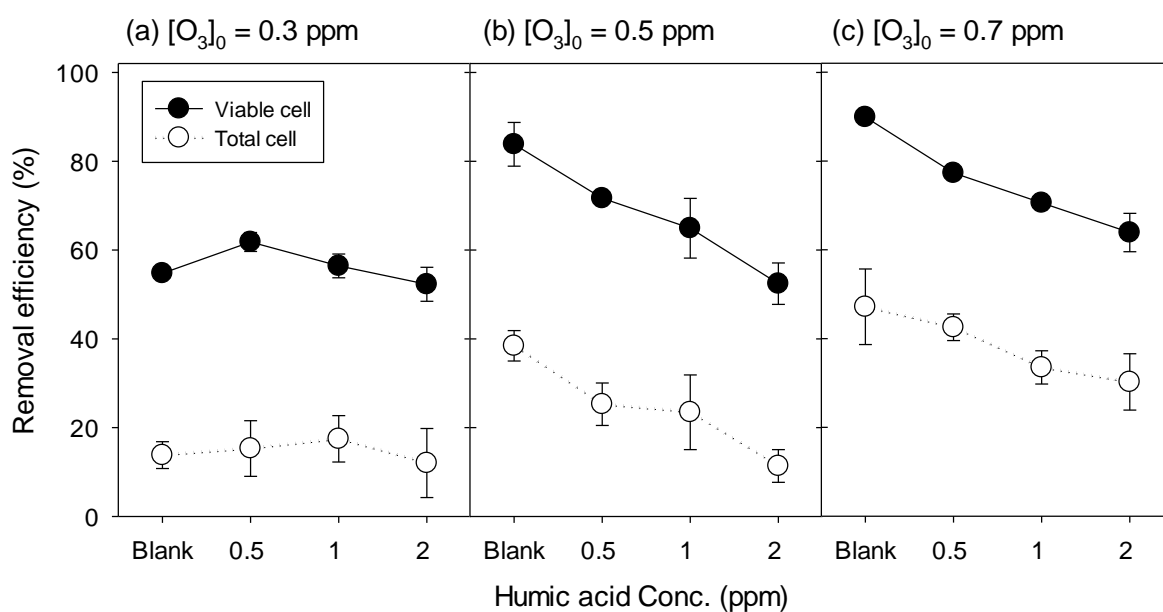 (a) [O₃]₀ = 0.3 ppm
(b) [O₃]₀ = 0.5 ppm
(c) [O₃]₀ = 0.7 ppm
Removal efficiency (%)
100
80
60
40
20
0
Viable cell
Total cell
Blank 0.5 1 2
Blank 0.5 1 2
Blank 0.5 1 2
Humic acid Conc. (ppm)